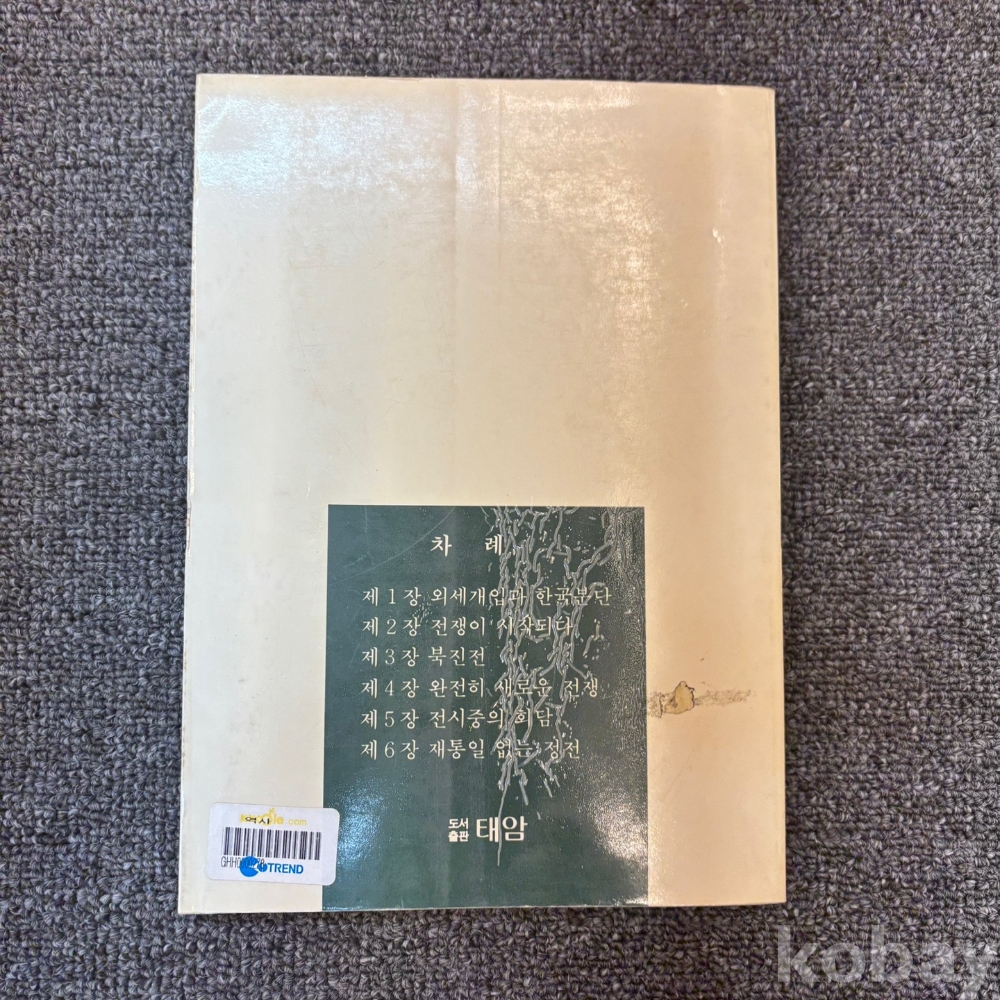 차 례
제 1 장 외세개입과 한국분단
제 2 장 전쟁이 시작되다
제 3 장 북진전
제 4 장 완전히 새로운 전쟁
제 5 장 전시중의 회담
제 6 장 재통일 없는 정전
도서
출판 태암
.com
TREND
kobay